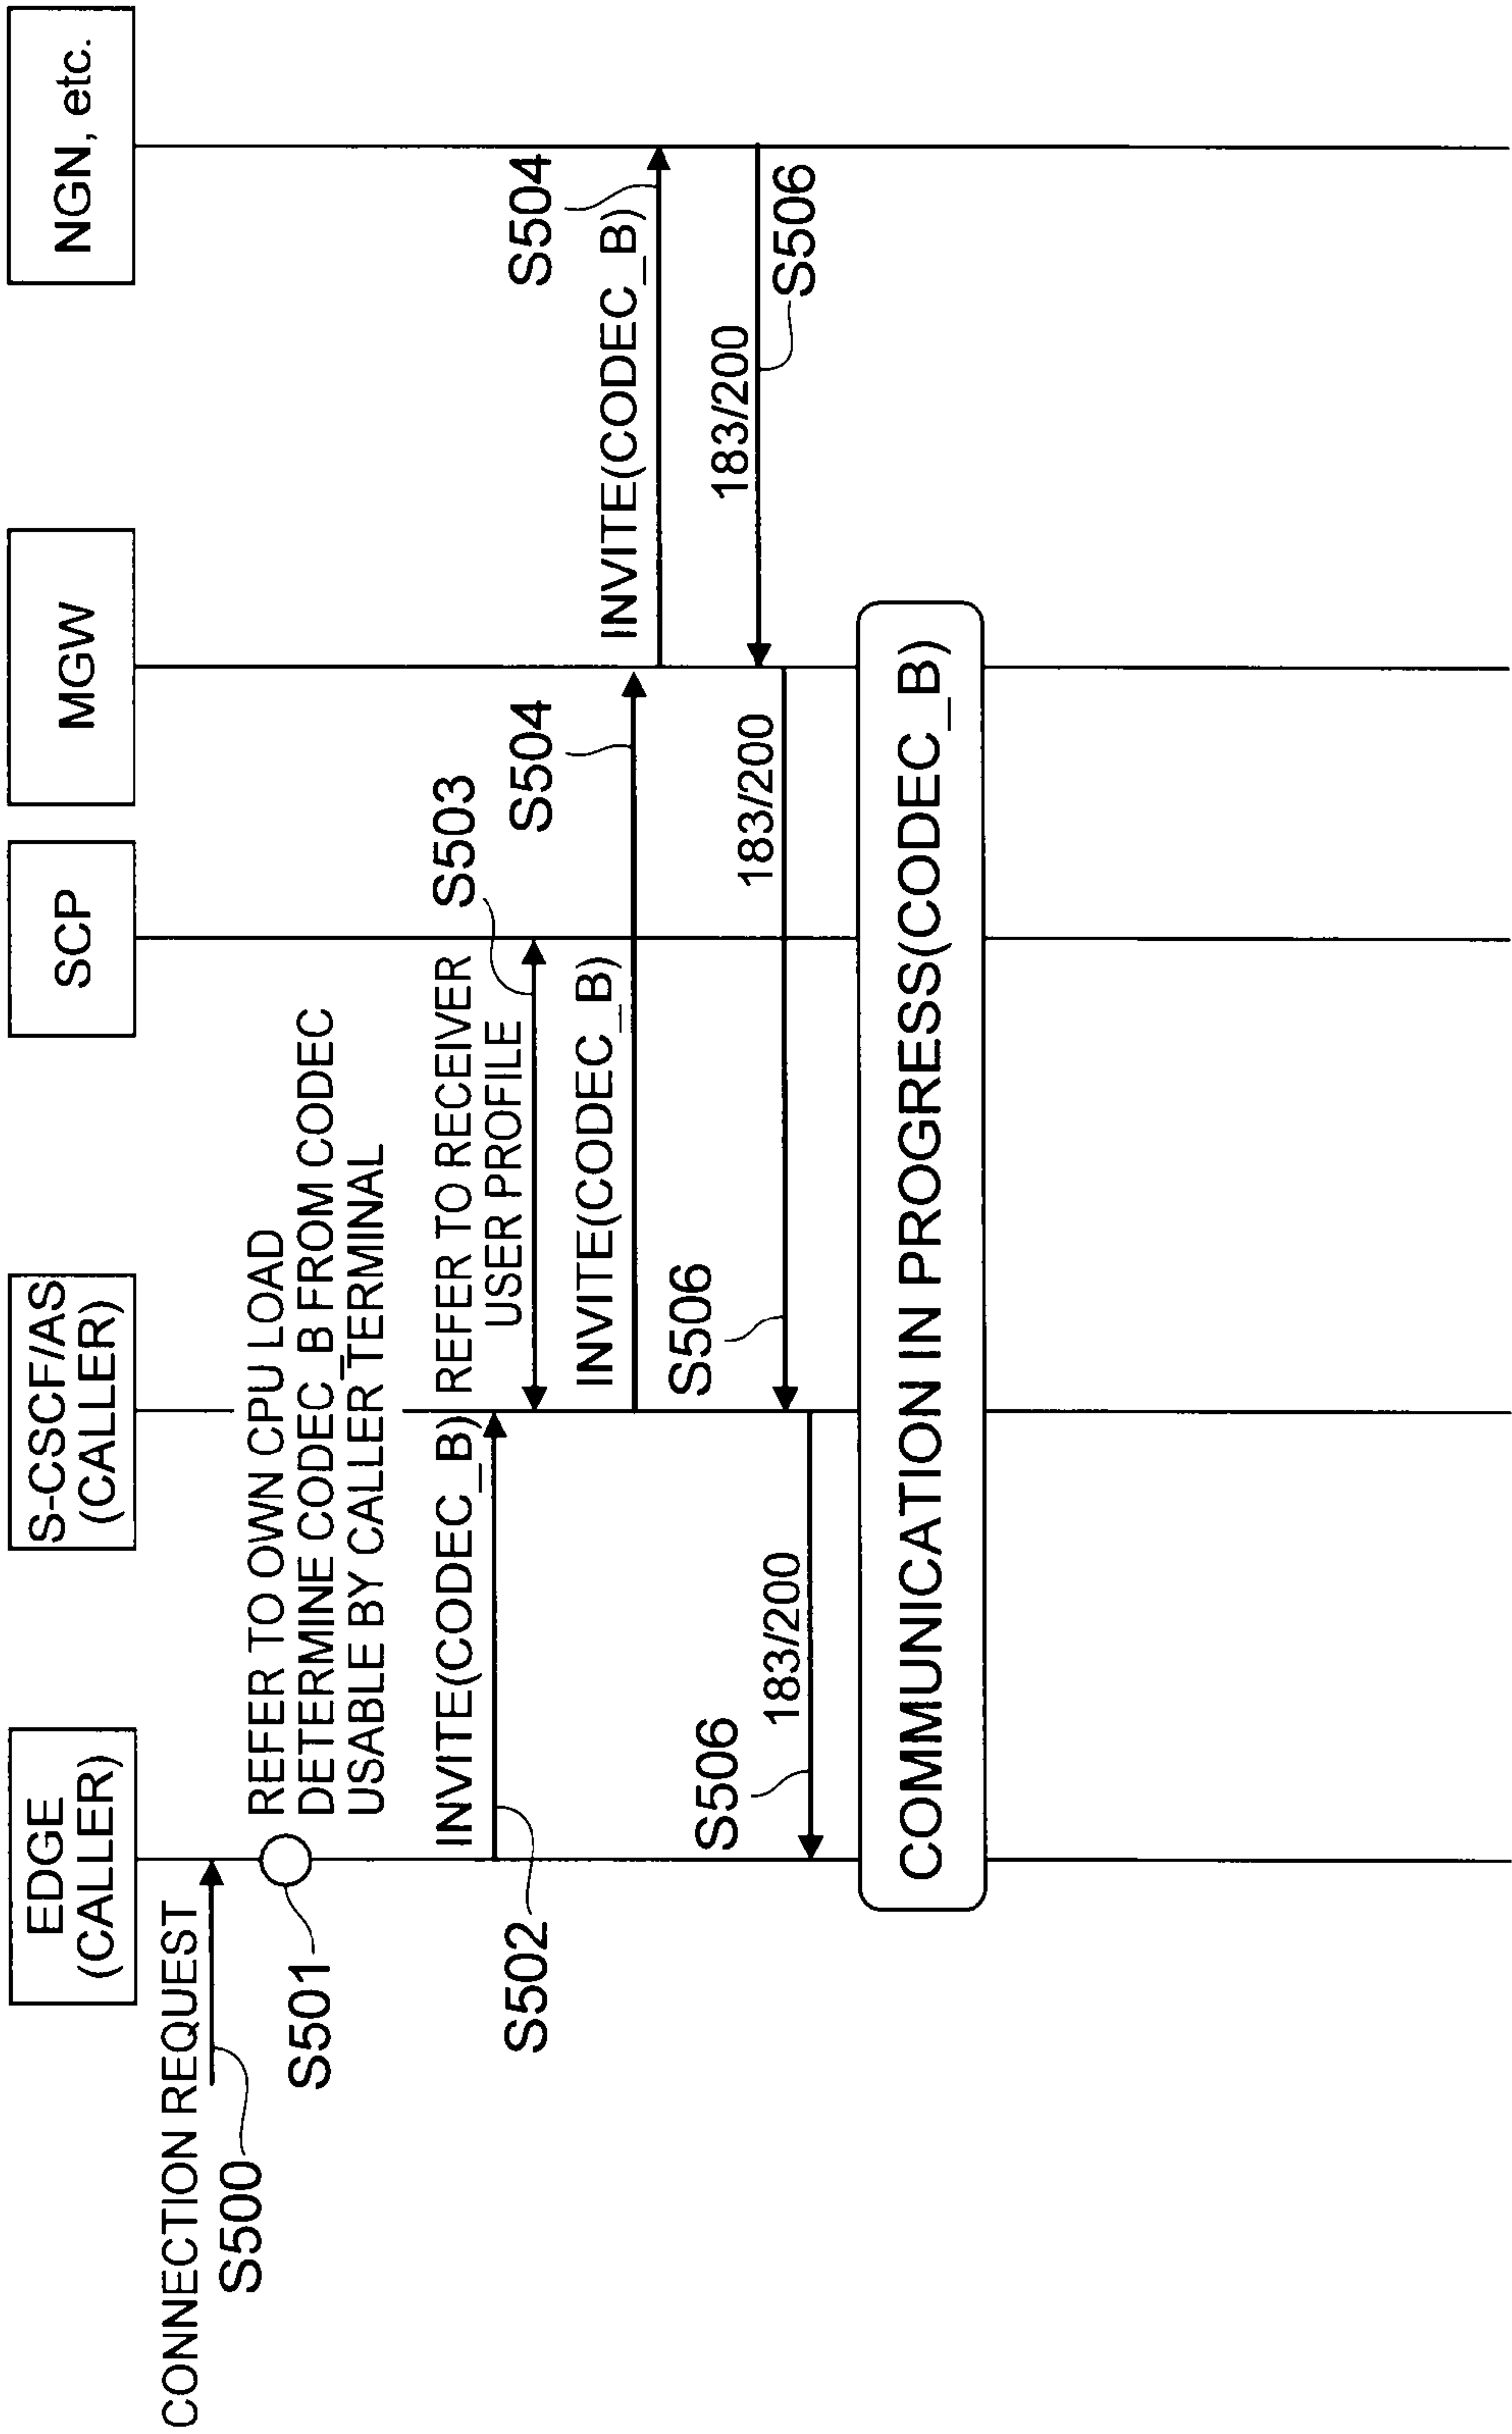 EDGE
(CALLER)
S-CSCF/AS
(CALLER)
SCP
MGW
NGN, etc.
CONNECTION REQUEST
S500
S501
REFER TO OWN CPU LOAD
DETERMINE CODEC_B FROM CODEC
USABLE BY CALLER TERMINAL
INVITE(CODEC_B)
S502
REFER TO RECEIVER
USER PROFILE
S503
INVITE(CODEC_B)
S504
INVITE(CODEC_B)
S504
183/200
S506
183/200
S506
183/200
S506
COMMUNICATION IN PROGRESS(CODEC_B)